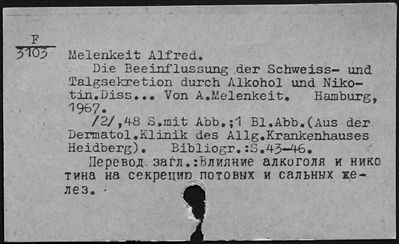 F
3103
Melenkeit Alfred.
Die Beeinflussung der Schweiss- und
Talgsekretion durch Alkohol und Niko-
tin.Diss... Von A.Melenkeit. Hamburg,
1967.
/2/,48 S.mit Abb.;1 Bl.Abb.(Aus der
Dermatol.Klinik des Allg.Krankenhauses
Heidberg). Bibliogr.:S.43-46.
Перевод загл.:Влияние алкоголя и нико
тина на секрецию потовых и сальных же-
лез.